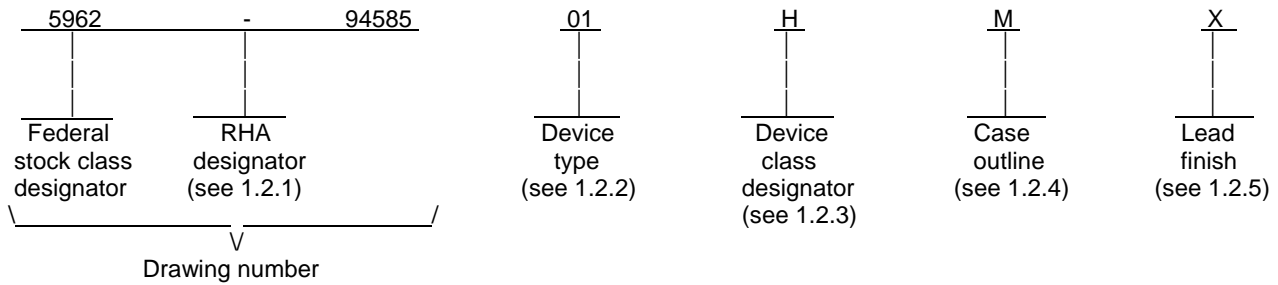 5962 - 94585 01 H M X
Federal RHA Device Device Case Lead
stock class designator type class outline finish
designator (see 1.2.1) (see 1.2.2) designator (see 1.2.4) (see 1.2.5)
(see 1.2.3)
\ /
\/
Drawing number